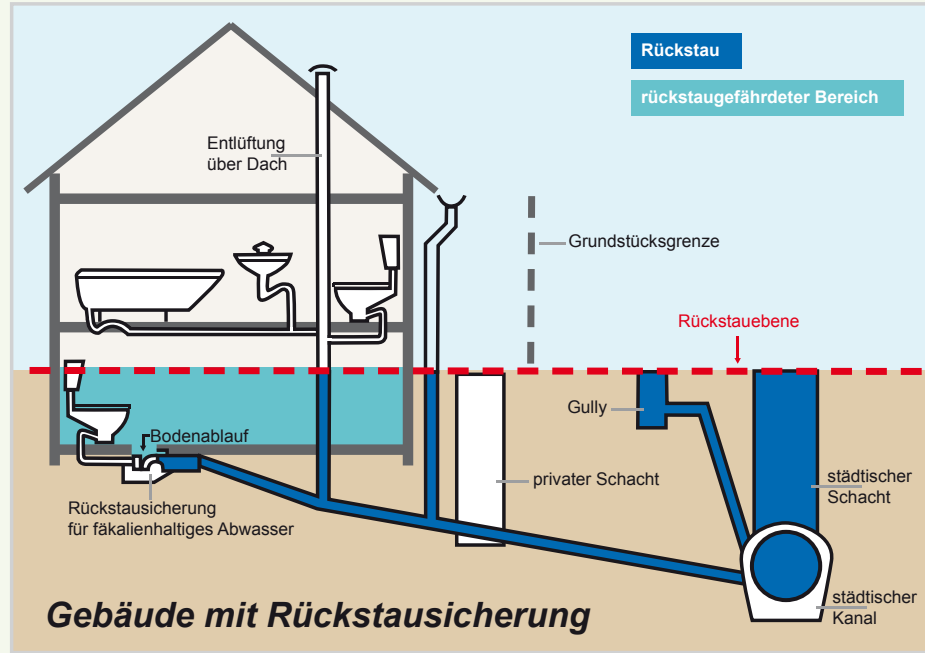 Rückstau
rückstaugefährdeter Bereich
Entlüftung
über Dach
Grundstücksgrenze
Rückstauebene
Gully
Bodenablauf
privater Schacht
städtischer
Schacht
Rückstausicherung
für fäkalienhaltiges Abwasser
städtischer
Kanal
Gebäude mit Rückstausicherung